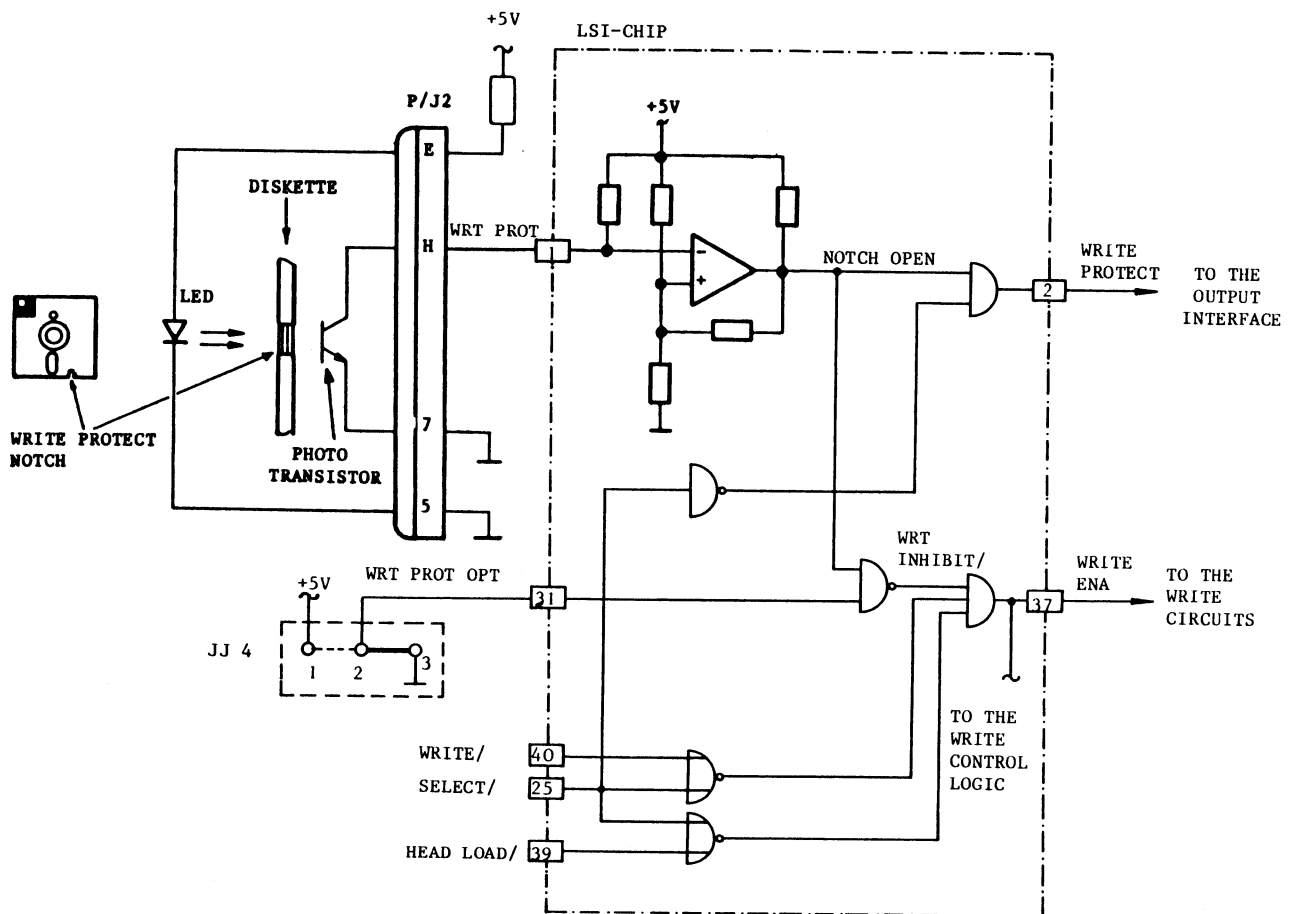 +5V
LSI-CHIP
P/J2
+5V
E
DISKETTE
H
WRT PROT
1
-
+
NOTCH OPEN
WRITE
PROTECT
2
TO THE
OUTPUT
INTERFACE
LED
WRITE PROTECT
NOTCH
PHOTO
TRANSISTOR
7
5
WRT
INHIBIT/
WRITE
ENA
37
TO THE
WRITE
CIRCUITS
WRT PROT OPT
31
+5V
JJ 4
1
2
3
TO THE
WRITE
CONTROL
LOGIC
WRITE/
40
SELECT/
25
HEAD LOAD/
39